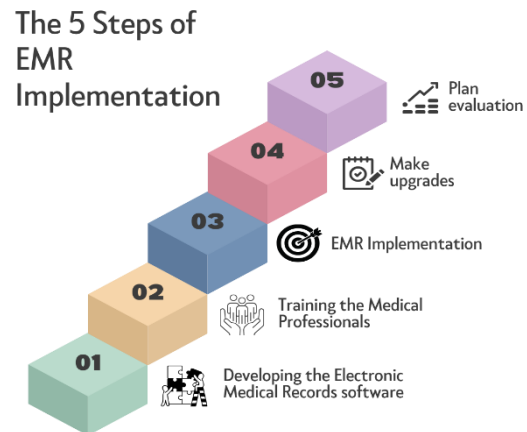 The 5 Steps of
EMR
Implementation
05
Plan
evaluation
04
Make
upgrades
03
EMR Implementation
02
Training the Medical
Professionals
01
Developing the Electronic
Medical Records software